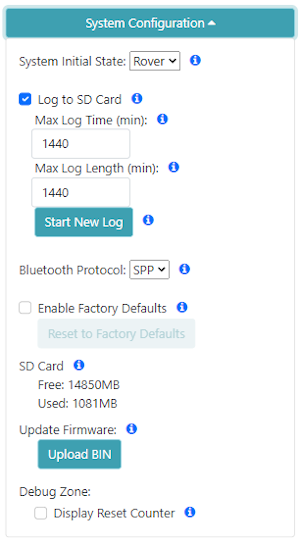 System Configuration
System Initial State: Rover
Log to SD Card
Max Log Time (min):
1440
Max Log Length (min):
1440
Start New Log
Bluetooth Protocol: SPP
Enable Factory Defaults
Reset to Factory Defaults
SD Card
Free: 14850MB
Used: 1081MB
Update Firmware:
Upload BIN
Debug Zone:
Display Reset Counter